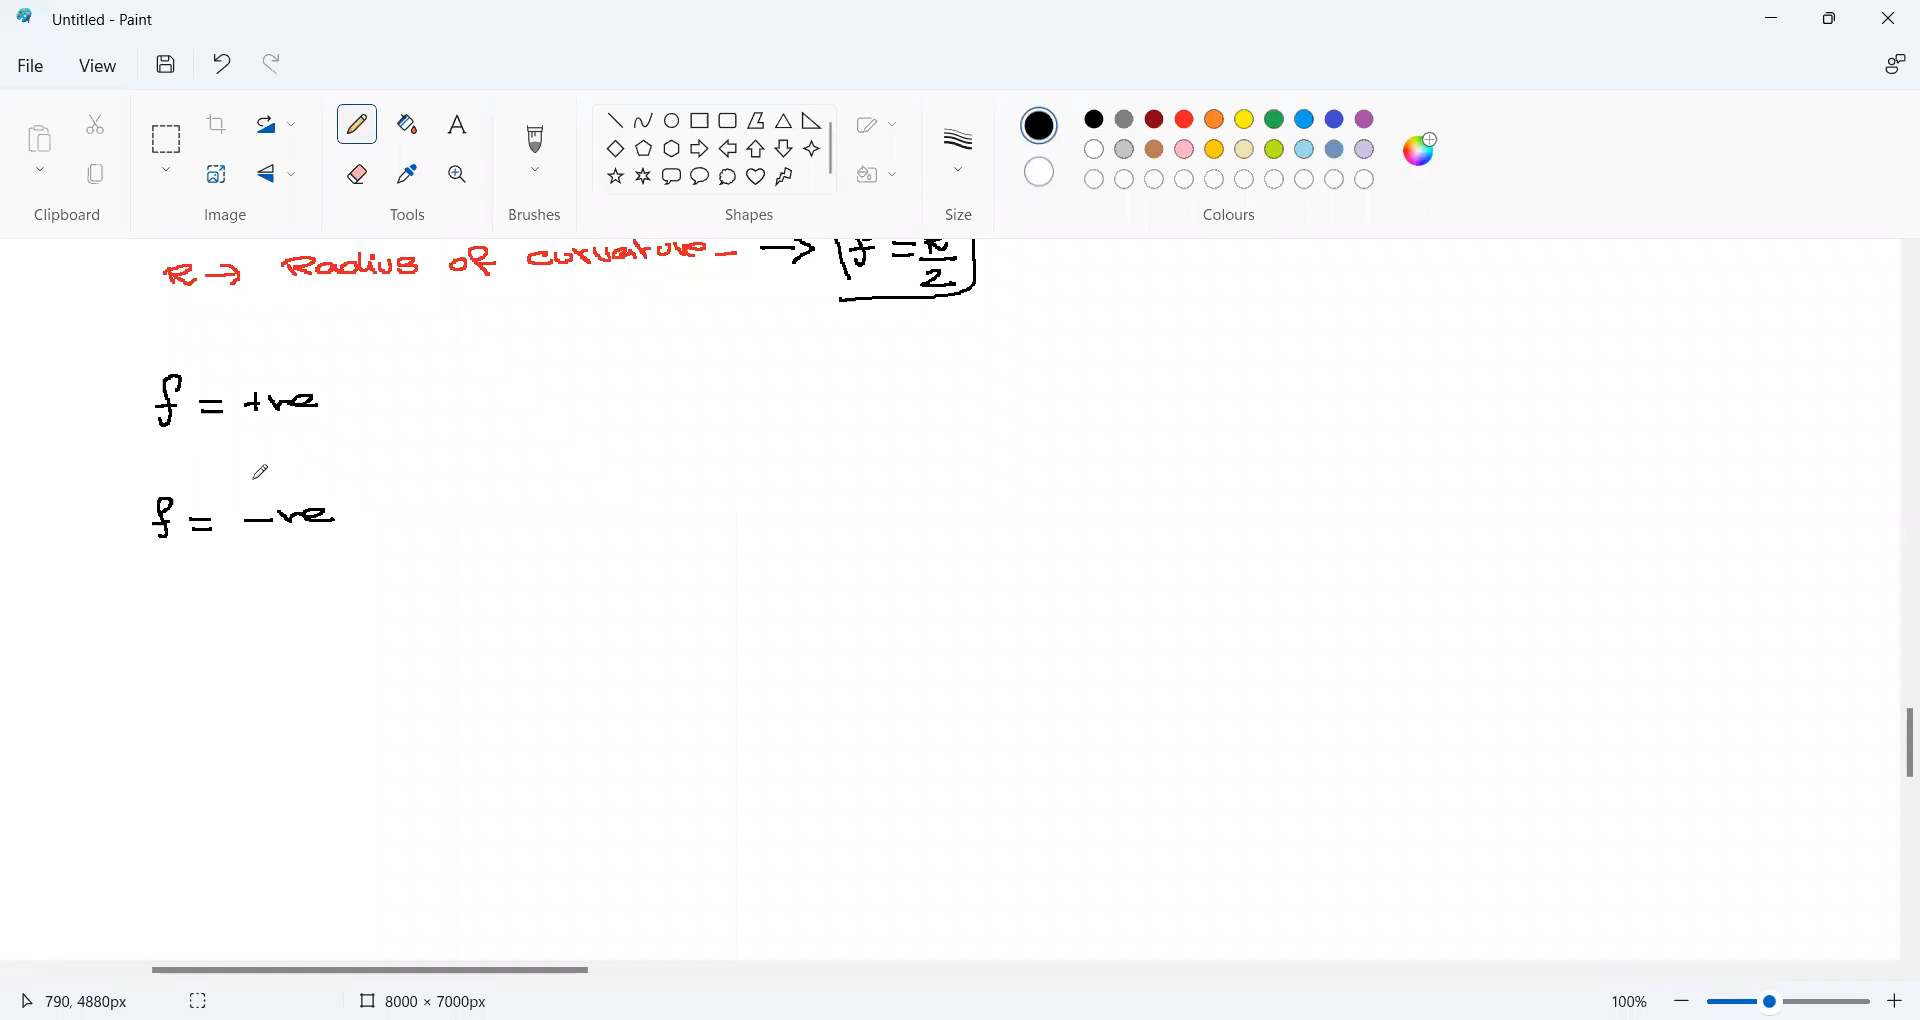 Untitled - Paint
File View
Clipboard Image Tools Brushes Shapes Size Colours
R → Radius of curvature - → f = R/2
f = +ve
f = -ve
790, 4880px 8000 × 7000px 100%